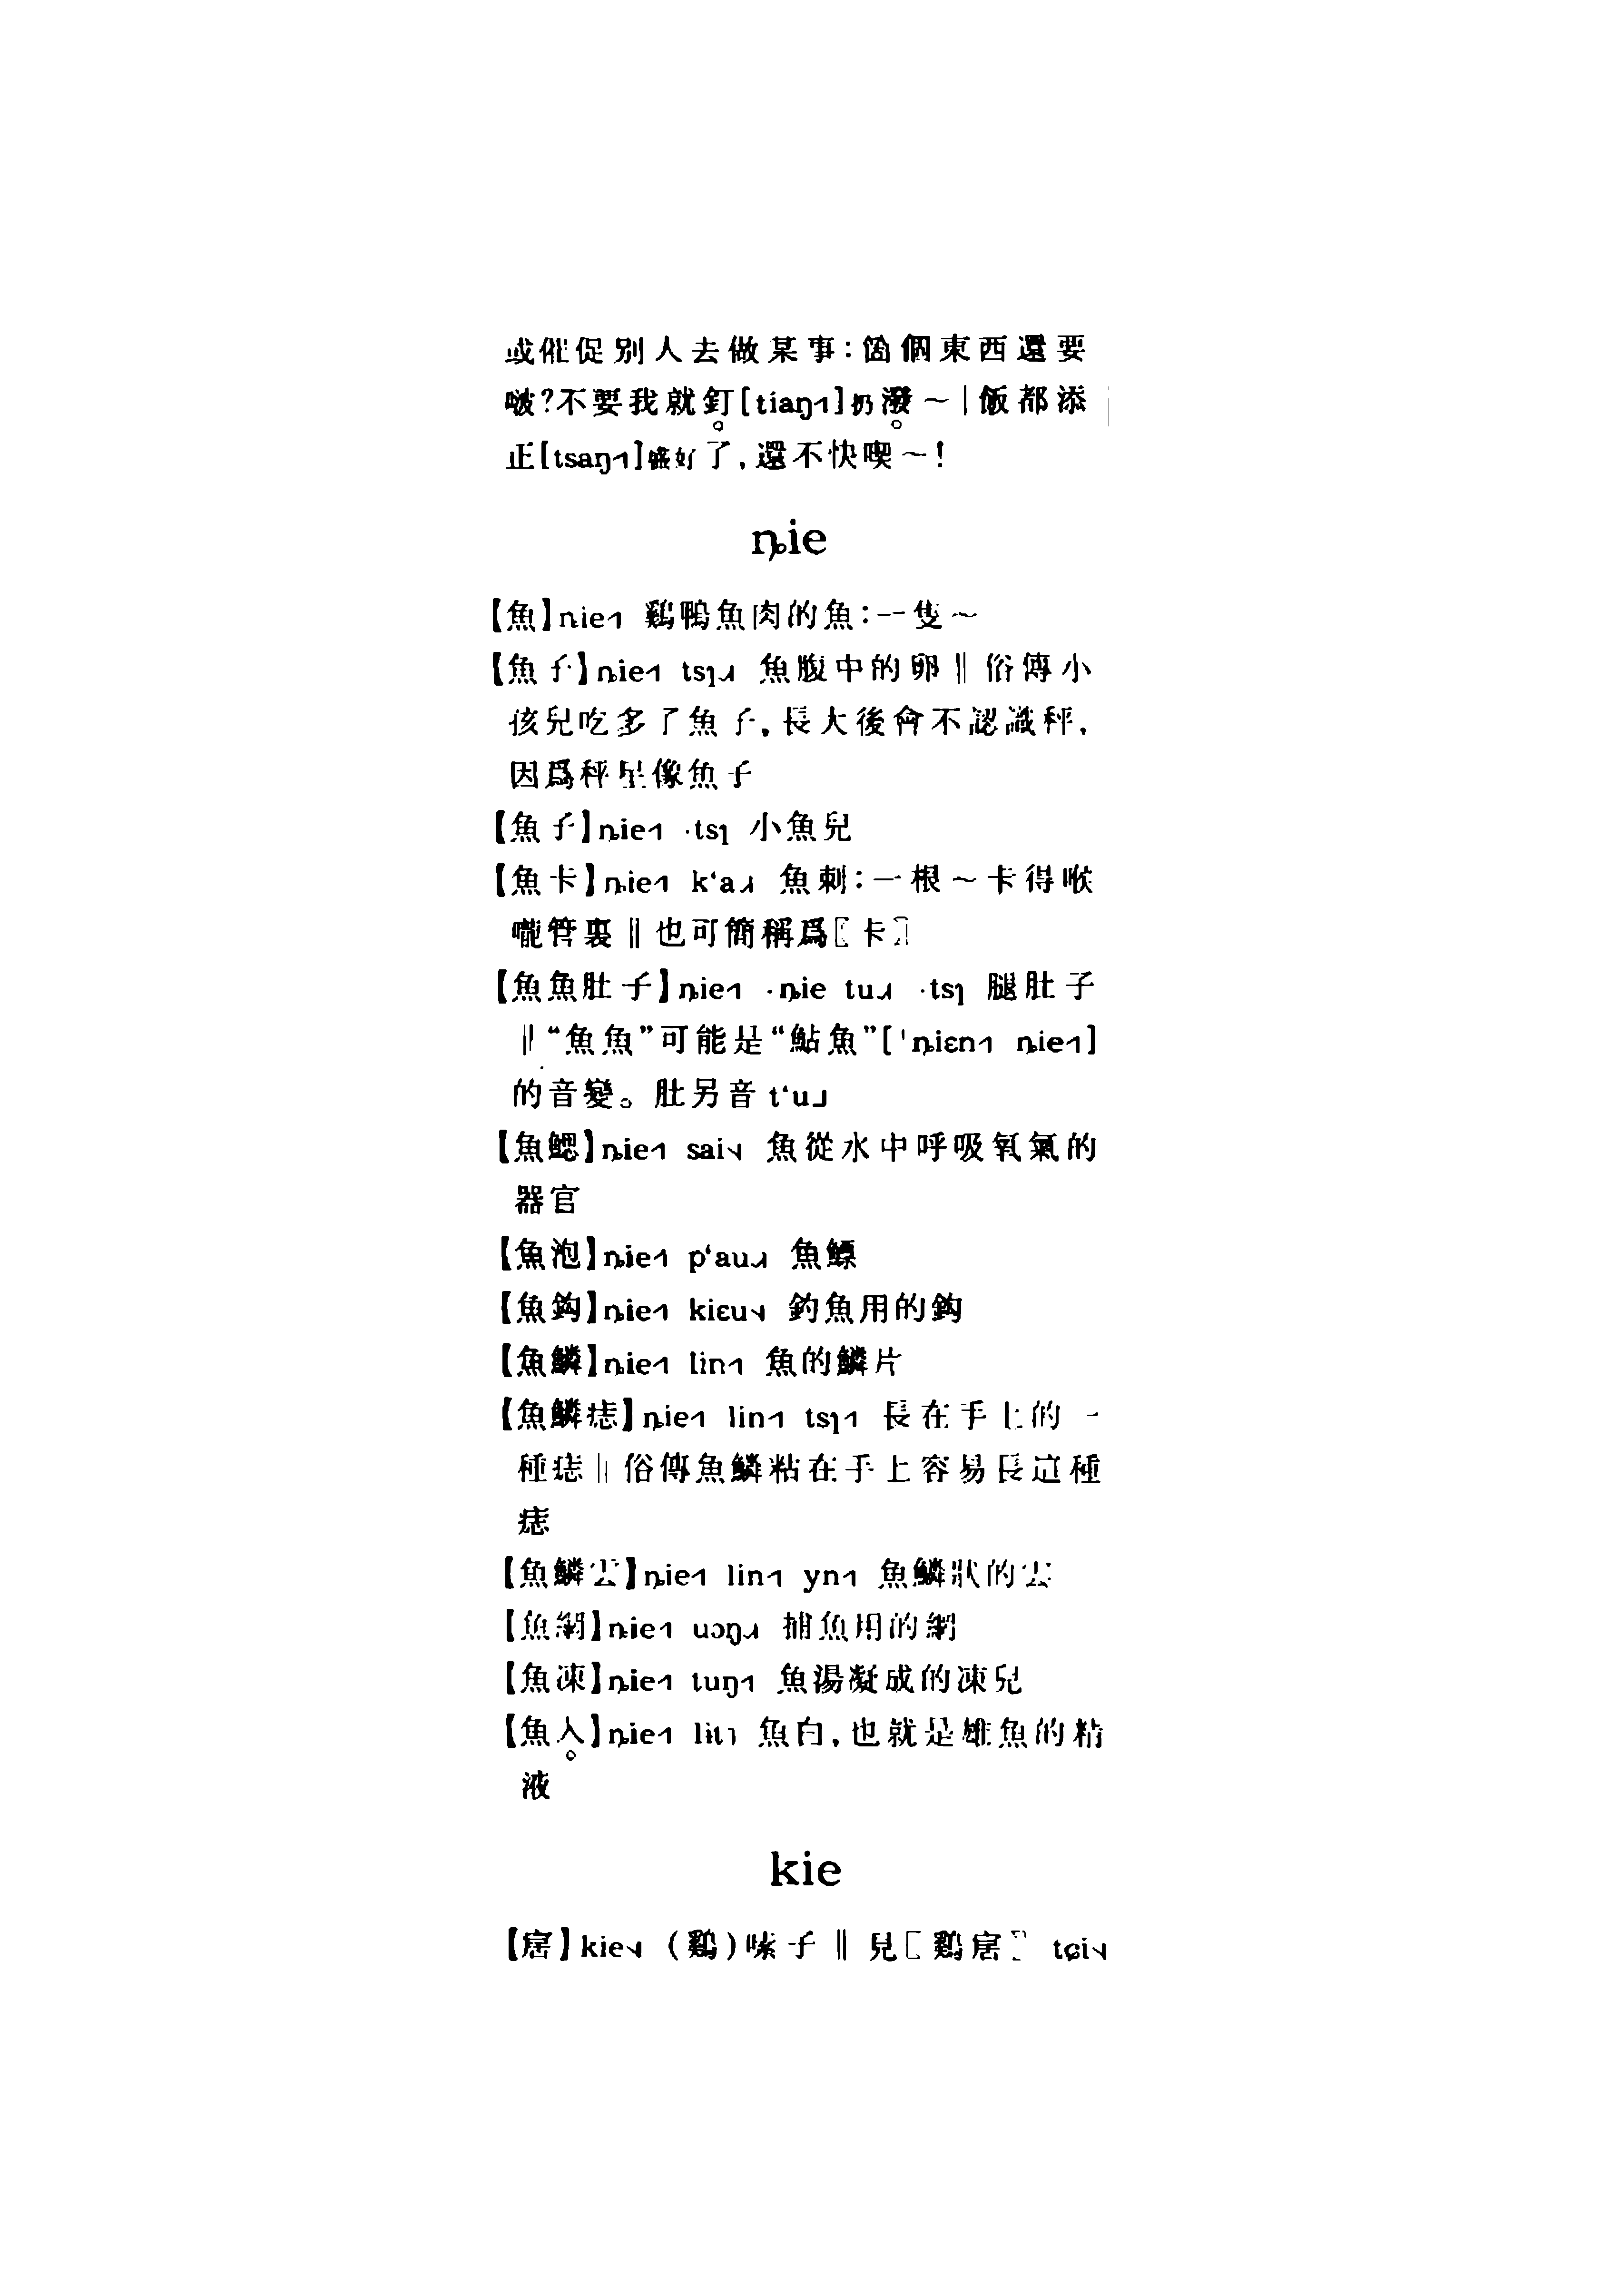 或催促別人去做某事：箇個東西還要
啵？不要我就釘[tiaŋ˧]扔潑～｜飯都添
正[tsaŋ˧]盛好了，還不快喫～！
ȵie
【魚】ȵie˧ 鷄鴨魚肉的魚：一隻～
【魚子】ȵie˧ tsɿ˩ 魚腹中的卵‖俗傳小
孩兒吃多了魚子，長大後會不認識秤，
因爲秤星像魚子
【魚子】ȵie˧ ·tsɿ 小魚兒
【魚卡】ȵie˧ k‘a˩ 魚刺：一根～卡得喉
嚨管裏‖也可簡稱爲〖卡〗
【魚魚肚子】ȵie˧ ·ȵie tu˩ ·tsɿ 腿肚子
‖“魚魚”可能是“鮎魚”[ˈȵiɛn˧ ȵie˧]
的音變。肚另音 t‘u˩
【魚鰓】ȵie˧ sai˧ 魚從水中呼吸氧氣的
器官
【魚泡】ȵie˧ p‘au˩ 魚鰾
【魚鈎】ȵie˧ kiɛu˧ 釣魚用的鈎
【魚鱗】ȵie˧ lin˧ 魚的鱗片
【魚鱗痣】ȵie˧ lin˧ tsɿ˧ 長在手上的一
種痣‖俗傳魚鱗粘在手上容易長這種
痣
【魚鱗雲】ȵie˧ lin˧ yn˧ 魚鱗狀的雲
【魚網】ȵie˧ uɔŋ˩ 捕魚用的網
【魚凍】ȵie˧ tuŋ˧ 魚湯凝成的凍兒
【魚人】ȵie˧ 魚白，也就是雄魚的精
液
kie
【㞘】kie˧ （鷄）嗉子‖見〖鷄㞘〗 tɕi˧